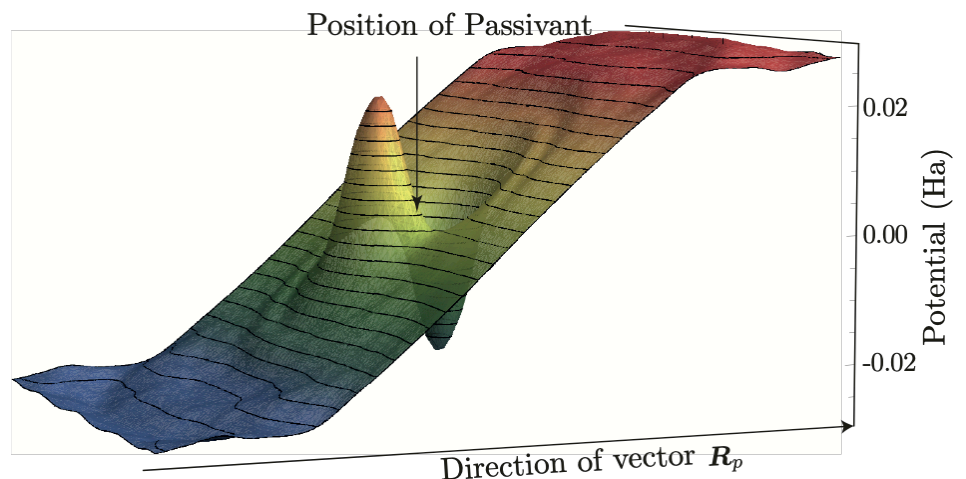 Position of Passivant
0.02
0.00
-0.02
Potential (Ha)
Direction of vector Rp